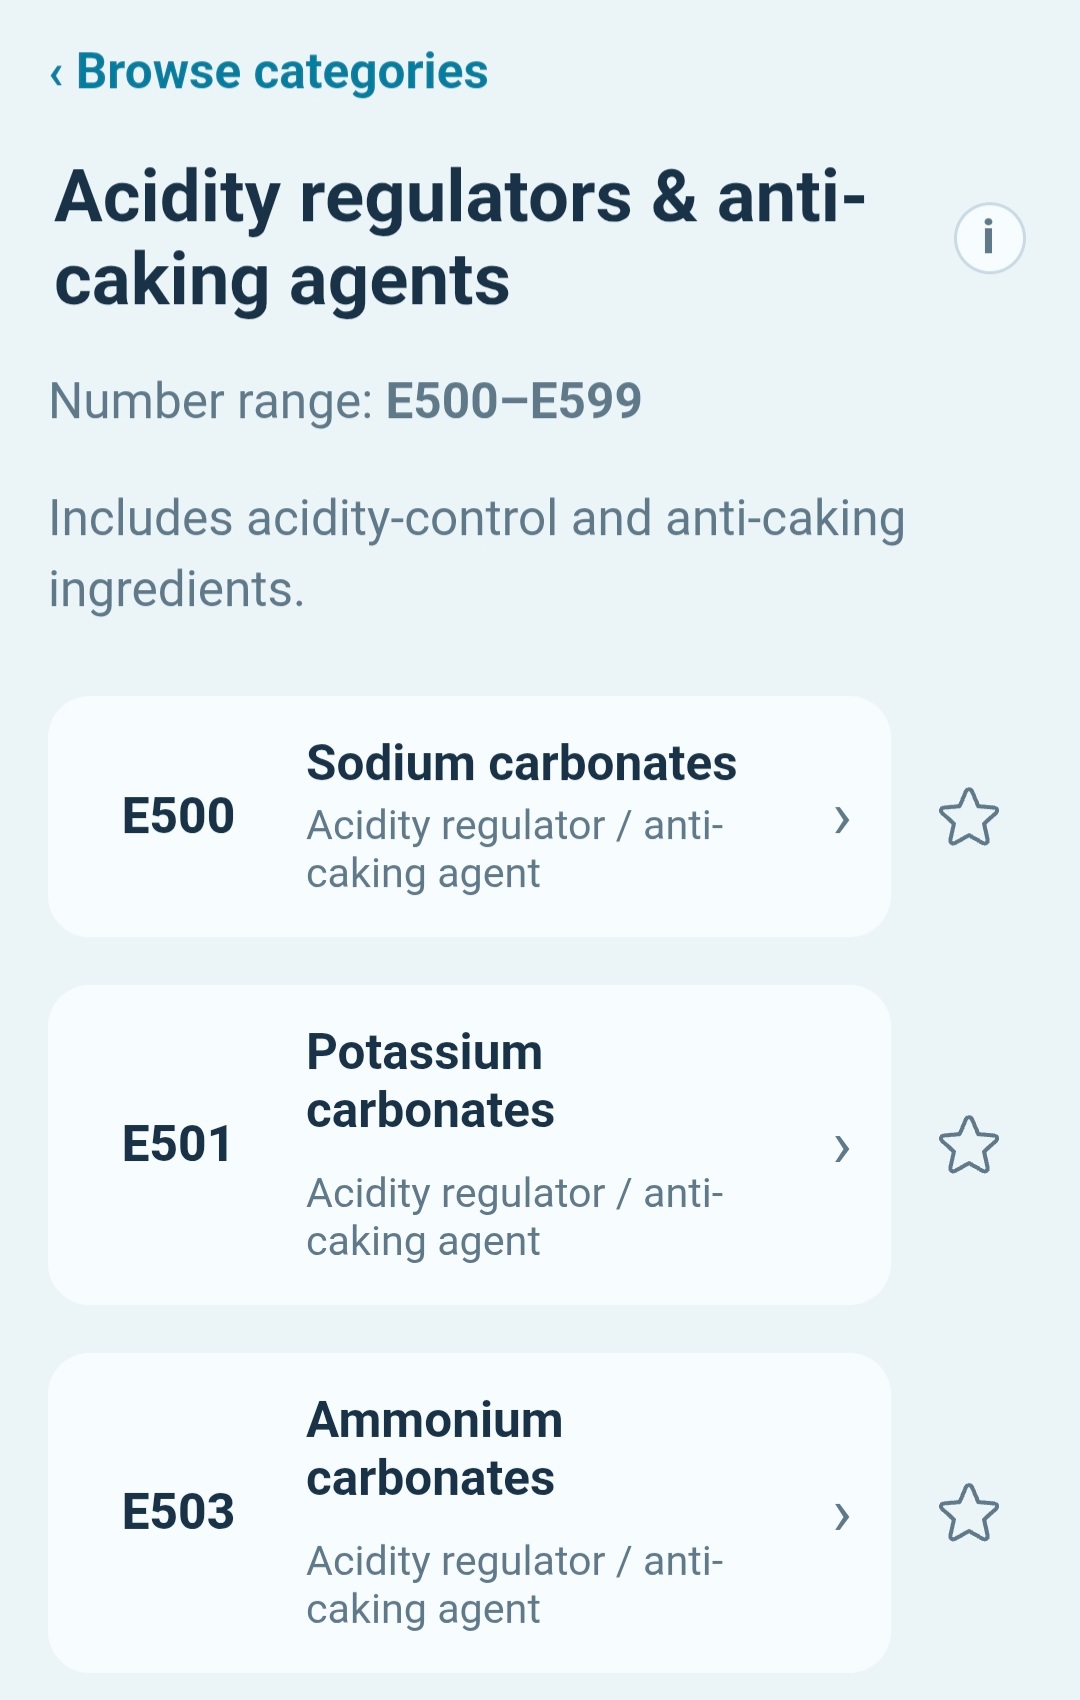 ‹ Browse categories
Acidity regulators & anti-
caking agents
i
Number range: E500–E599
Includes acidity-control and anti-caking
ingredients.
E500
Sodium carbonates
Acidity regulator / anti-
caking agent
›
E501
Potassium
carbonates
Acidity regulator / anti-
caking agent
›
E503
Ammonium
carbonates
Acidity regulator / anti-
caking agent
›